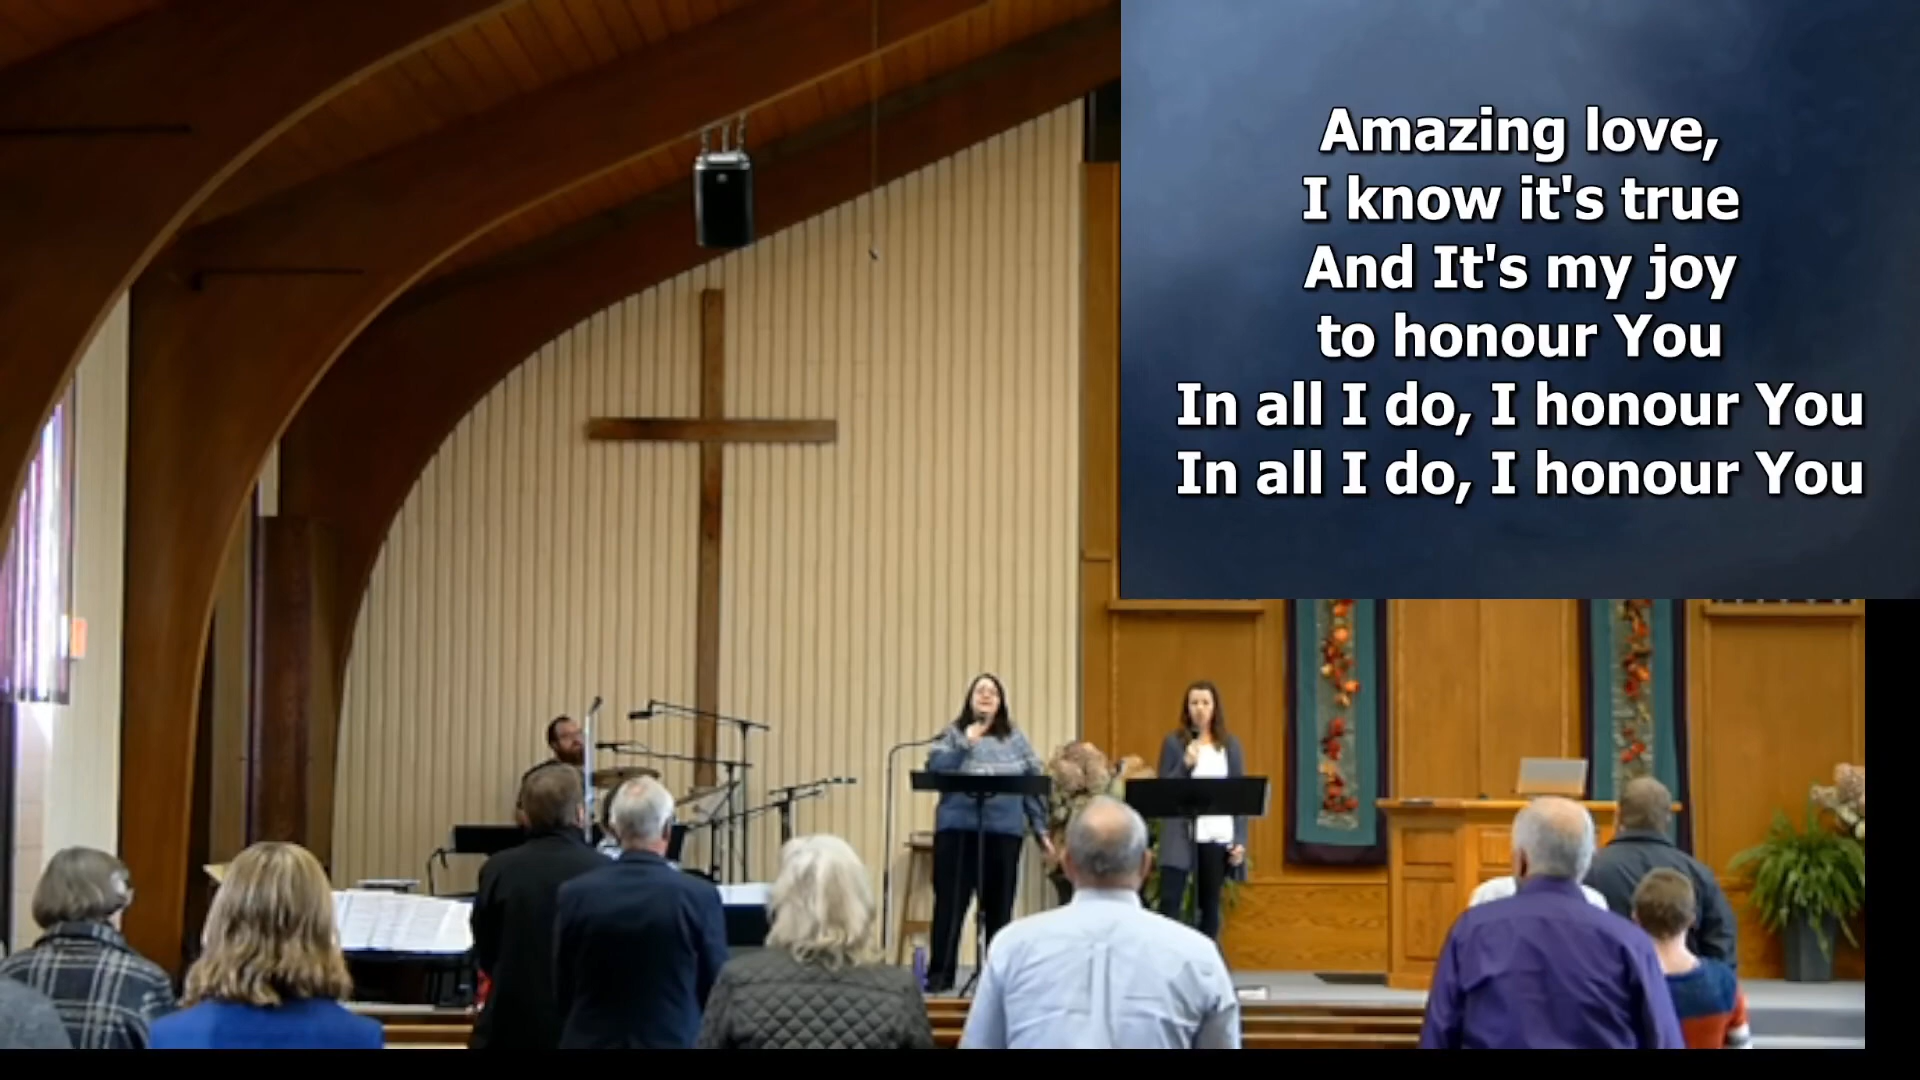 Amazing love,
I know it's true
And It's my joy
to honour You
In all I do, I honour You
In all I do, I honour You